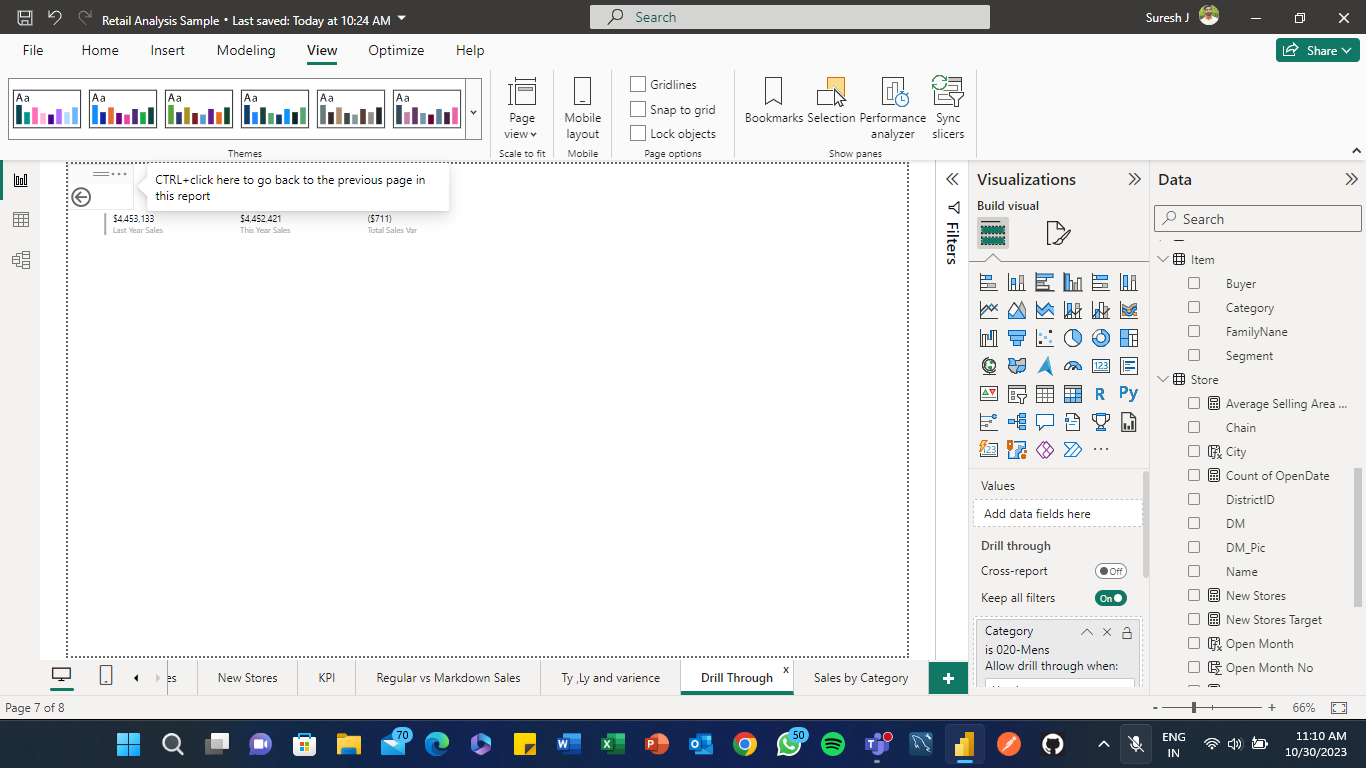 Retail Analysis Sample • Last saved: Today at 10:24 AM
Search
Suresh J
File
Home
Insert
Modeling
View
Optimize
Help
Share
Aa
Aa
Aa
Aa
Aa
Aa
Themes
Page
view
Scale to fit
Mobile
layout
Mobile
Gridlines
Snap to grid
Lock objects
Page options
Bookmarks
Selection
Performance
analyzer
Sync
slicers
Show panes
CTRL+click here to go back to the previous page in
this report
$4,453,133
Last Year Sales
$4,452,421
This Year Sales
($711)
Total Sales Var
Filters
Visualizations
Build visual
123
R
Py
123
Values
Add data fields here
Drill through
Cross-report
Off
Keep all filters
On
Category
is 020-Mens
Allow drill through when:
Data
Search
Item
Buyer
Category
FamilyNane
Segment
Store
Average Selling Area ...
Chain
City
Count of OpenDate
DistrictID
DM
DM_Pic
Name
New Stores
New Stores Target
Open Month
Open Month No
es
New Stores
KPI
Regular vs Markdown Sales
Ty ,Ly and varience
Drill Through
x
Sales by Category
+
Page 7 of 8
- + 66%
70
50
ENG
IN
11:10 AM
10/30/2023